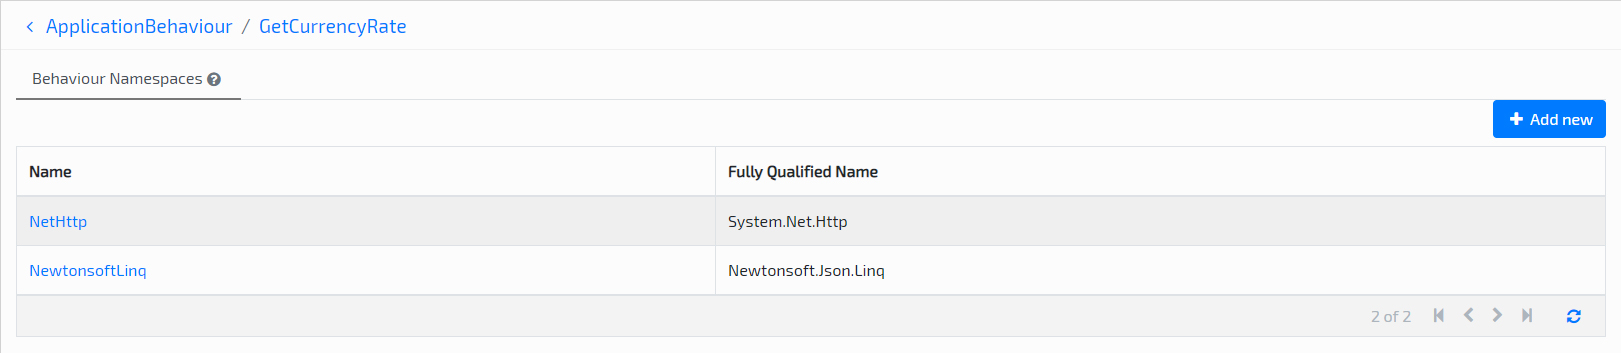 ApplicationBehaviour / GetCurrencyRate
Behaviour Namespaces
Add new
Name Fully Qualified Name
NetHttp System.Net.Http
NewtonsoftLinq Newtonsoft.Json.Linq
2 of 2